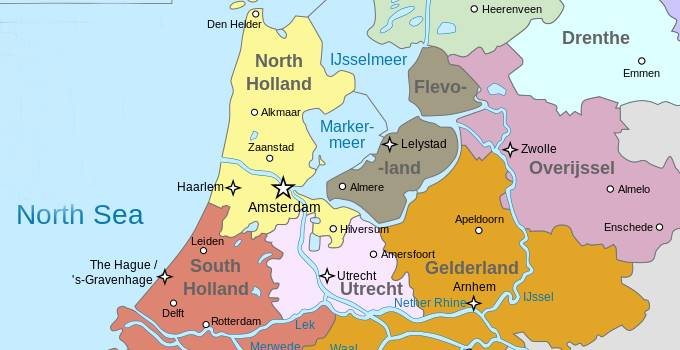 Heerenveen
Den Helder
Drenthe
North
Holland
IJsselmeer
Emmen
Flevo-
Alkmaar
Marker-
meer
Zaanstad
Lelystad
Zwolle
-land
Overijssel
Haarlem
Almere
Almelo
Amsterdam
North Sea
Apeldoorn
Enschede
Hilversum
Leiden
Amersfoort
The Hague /
's-Gravenhage
South
Holland
Utrecht
Utrecht
Gelderland
Arnhem
Nether Rhine
IJssel
Delft
Rotterdam
Lek
Merwede
Waal